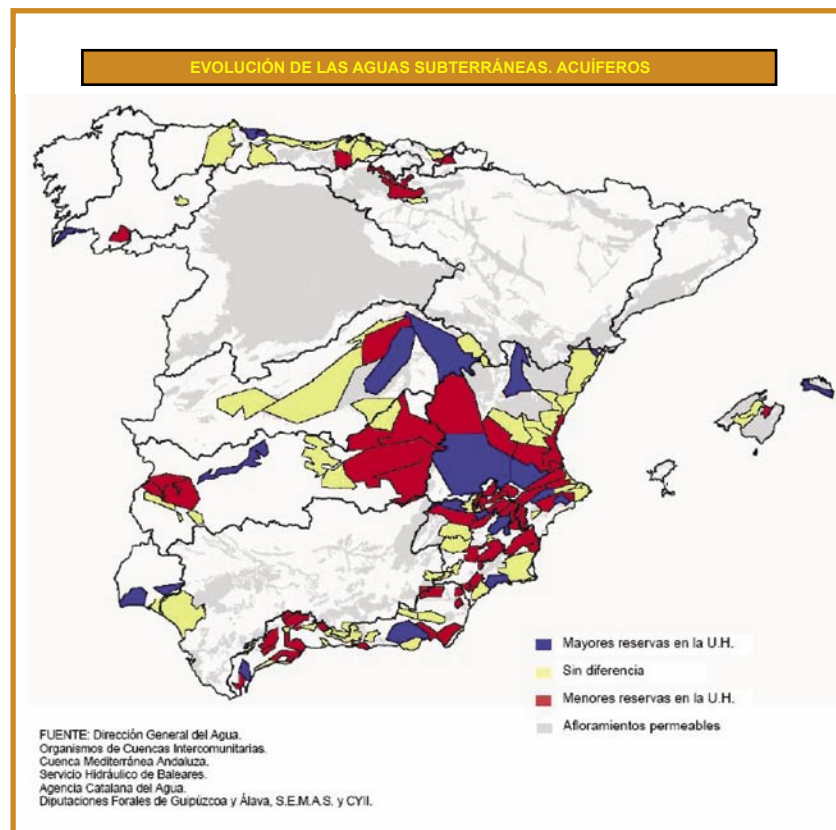 EVOLUCIÓN DE LAS AGUAS SUBTERRÁNEAS. ACUÍFEROS
Mayores reservas en la U.H.
Sin diferencia
Menores reservas en la U.H.
Afloramientos permeables
FUENTE: Dirección General del Agua.
Organismos de Cuencas Intercomunitarias.
Cuenca Mediterránea Andaluza.
Servicio Hidráulico de Baleares.
Agencia Catalana del Agua.
Diputaciones Forales de Guipúzcoa y Álava, S.E.M.A.S. y CYII.